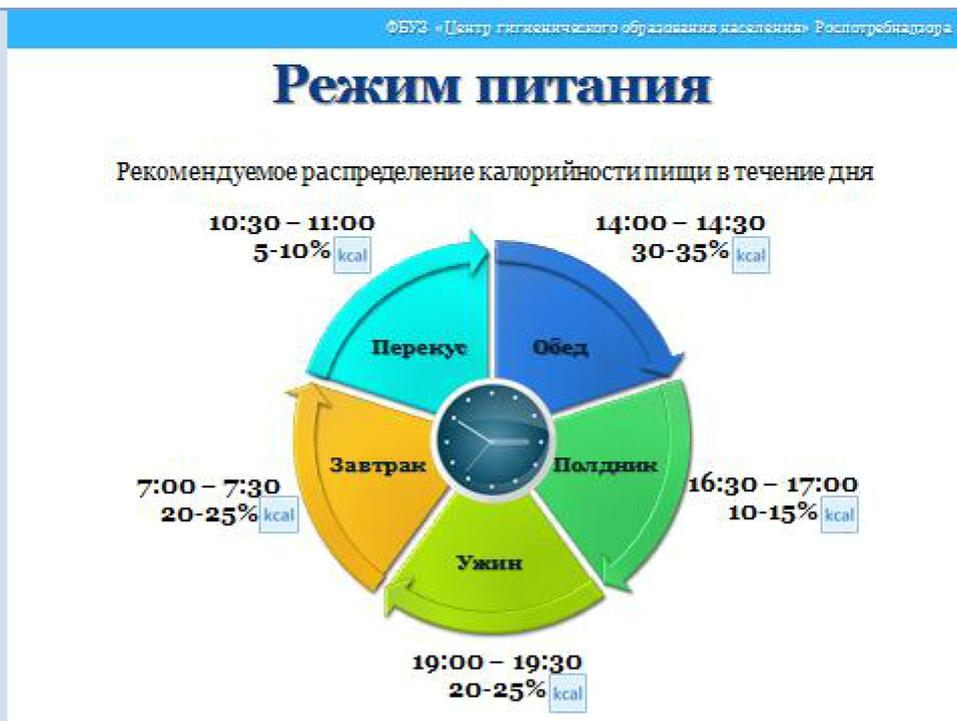 ФБУЗ «Центр гигиенического образования населения» Роспотребнадзора
Режим питания
Рекомендуемое распределение калорийности пищи в течение дня
10:30 – 11:00
5-10% kcal
14:00 – 14:30
30-35% kcal
Перекус
Обед
Завтрак
Полдник
7:00 – 7:30
20-25% kcal
16:30 – 17:00
10-15% kcal
Ужин
19:00 – 19:30
20-25% kcal